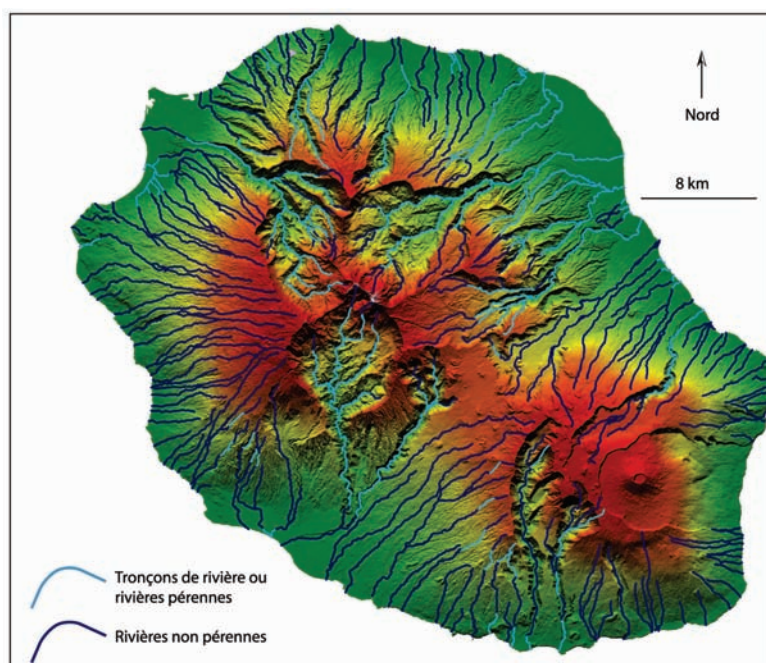 Nord
8 km
Tronçons de rivière ou
rivières pérennes
Rivières non pérennes